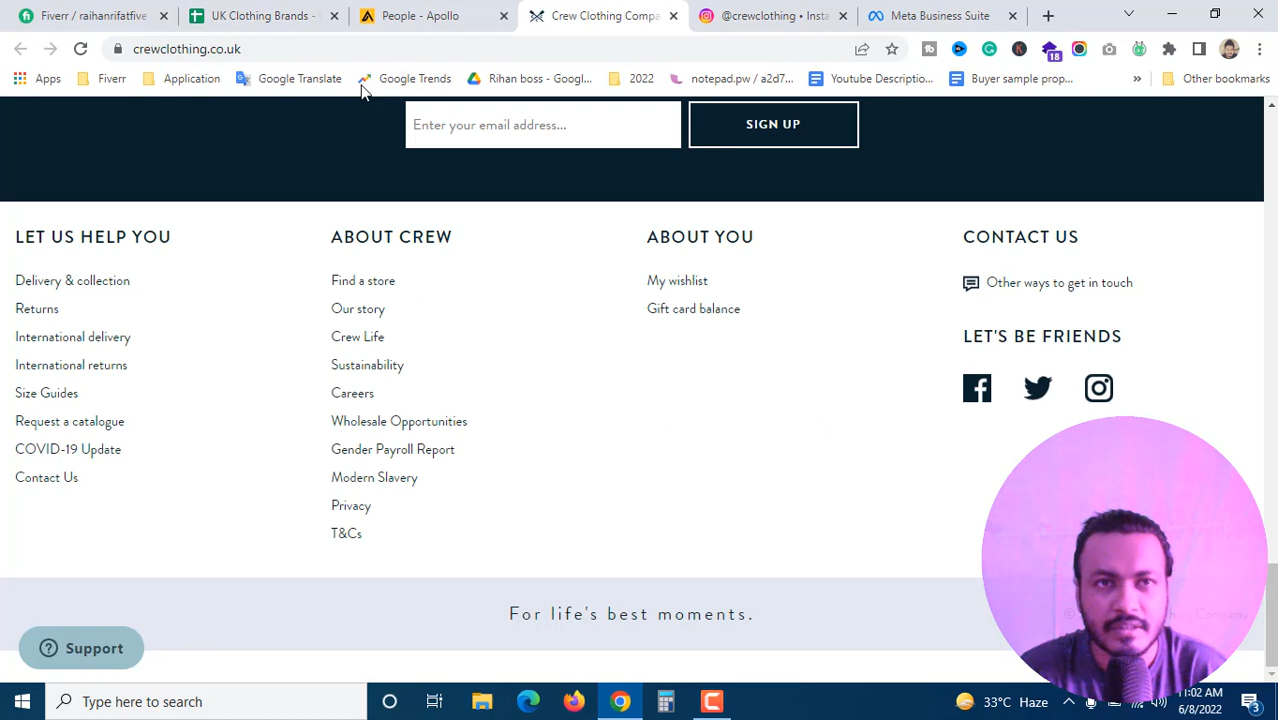 Fiverr / raihanrifatfive
UK Clothing Brands -
People - Apollo
Crew Clothing Compa
@crewclothing • Insta
Meta Business Suite
crewclothing.co.uk
18
Apps
Fiverr
Application
Google Translate
Google Trends
Rihan boss - Googl...
2022
notepad.pw / a2d7...
Youtube Descriptio...
Buyer sample prop...
»
Other bookmarks
Enter your email address...
SIGN UP
LET US HELP YOU
Delivery & collection
Returns
International delivery
International returns
Size Guides
Request a catalogue
COVID-19 Update
Contact Us
ABOUT CREW
Find a store
Our story
Crew Life
Sustainability
Careers
Wholesale Opportunities
Gender Payroll Report
Modern Slavery
Privacy
T&Cs
ABOUT YOU
My wishlist
Gift card balance
CONTACT US
Other ways to get in touch
LET'S BE FRIENDS
For life's best moments.
Company
Support
Type here to search
33°C Haze
11:02 AM
6/8/2022
3